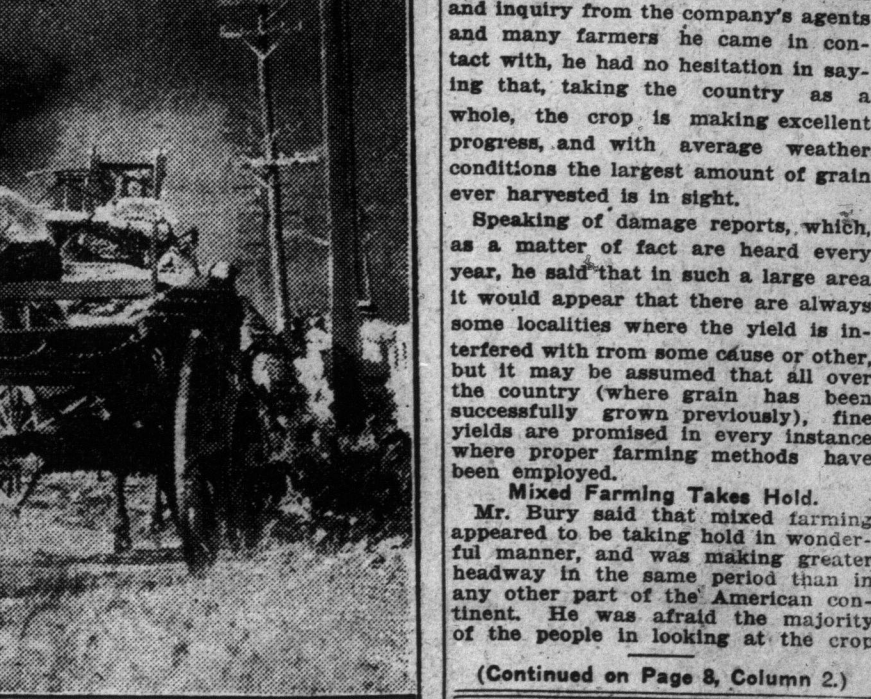 and inquiry from the company's agents
and many farmers he came in con-
tact with, he had no hesitation in say-
ing that, taking the country as a
whole, the crop is making excellent
progress, and with average weather
conditions the largest amount of grain
ever harvested is in sight.
Speaking of damage reports, which,
as a matter of fact are heard every
year, he said that in such a large area
it would appear that there are always
some localities where the yield is in-
terfered with rrom some cause or other,
but it may be assumed that all over
the country (where grain has been
successfully grown previously), fine
yields are promised in every instance
where proper farming methods have
been employed.
Mixed Farming Takes Hold.
Mr. Bury said that mixed farming
appeared to be taking hold in wonder-
ful manner, and was making greater
headway in the same period than in
any other part of the American con-
tinent. He was afraid the majority
of the people in looking at the crop
(Continued on Page 8, Column 2.)